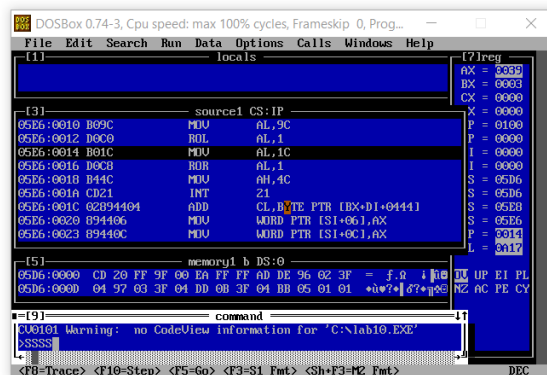 DOSBox 0.74-3, Cpu speed: max 100% cycles, Frameskip 0, Prog...
File Edit Search Run Data Options Calls Windows Help
[1] locals
[7]reg
AX = 0039
BX = 0003
CX = 0000
X = 0000
P = 0100
P = 0000
I = 0000
I = 0000
S = 05D6
S = 05E8
S = 05E6
P = 0014
L = 0A17
OV UP EI PL
NZ AC PE CY
[3] source1 CS:IP
05E6:0010 B09C MOV AL,9C
05E6:0012 D0C0 ROL AL,1
05E6:0014 B01C MOV AL,1C
05E6:0016 D0C8 ROR AL,1
05E6:0018 B44C MOV AH,4C
05E6:001A CD21 INT 21
05E6:001C 02894404 ADD CL,BYTE PTR [BX+DI+0444]
05E6:0020 894406 MOV WORD PTR [SI+06],AX
05E6:0023 89440C MOV WORD PTR [SI+0C],AX
[5] memory1 b DS:0
05D6:0000 CD 20 FF 9F 00 EA FF FF AD DE 96 02 3F
05D6:000D 04 97 03 3F 04 DD 0B 3F 04 BB 05 01 01
[9] command
CV0101 Warning: no CodeView information for 'C:\lab10.EXE'
>SSSS
<F8=Trace> <F10=Step> <F5=Go> <F3=S1 Fmt> <Sh+F3=M2 Fmt> DEC